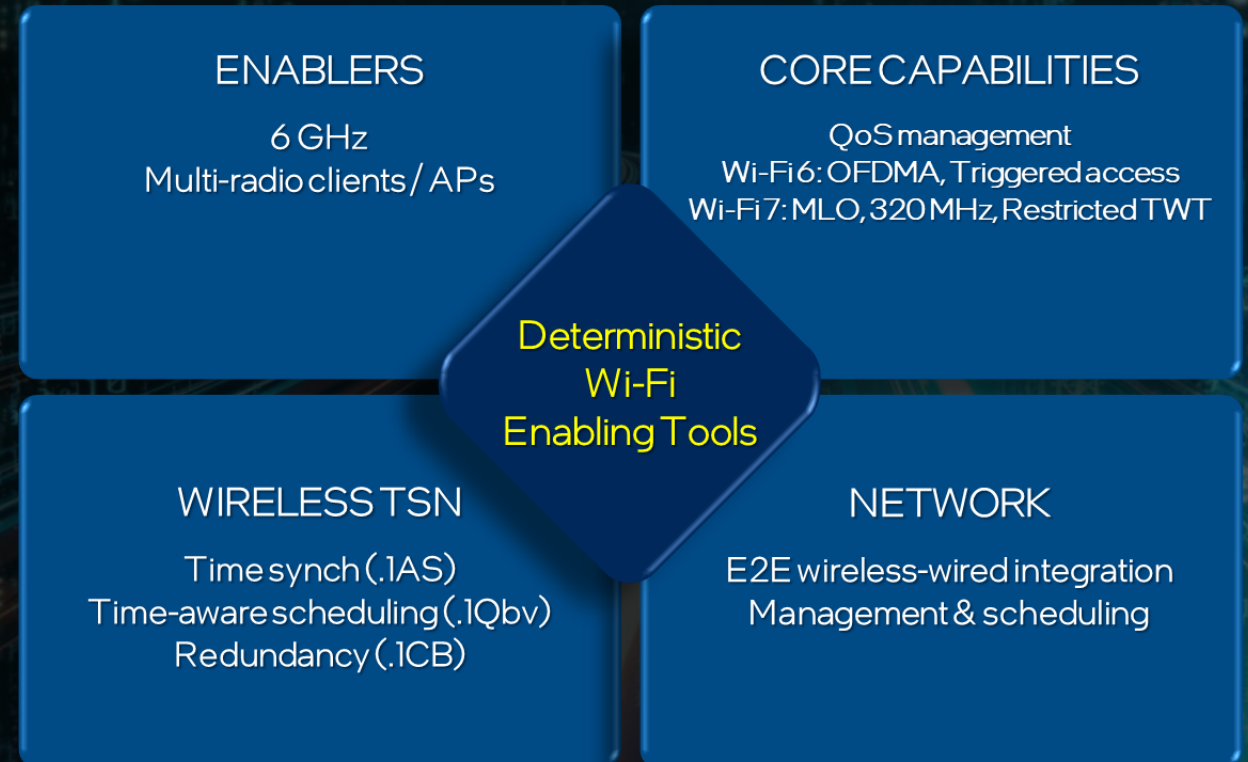 ENABLERS
6 GHz
Multi-radio clients / APs
CORE CAPABILITIES
QoS management
Wi-Fi 6: OFDMA, Triggered access
Wi-Fi 7: MLO, 320 MHz, Restricted TWT
Deterministic
Wi-Fi
Enabling Tools
WIRELESS TSN
Time synch (.1AS)
Time-aware scheduling (.1Qbv)
Redundancy (.1CB)
NETWORK
E2E wireless-wired integration
Management & scheduling